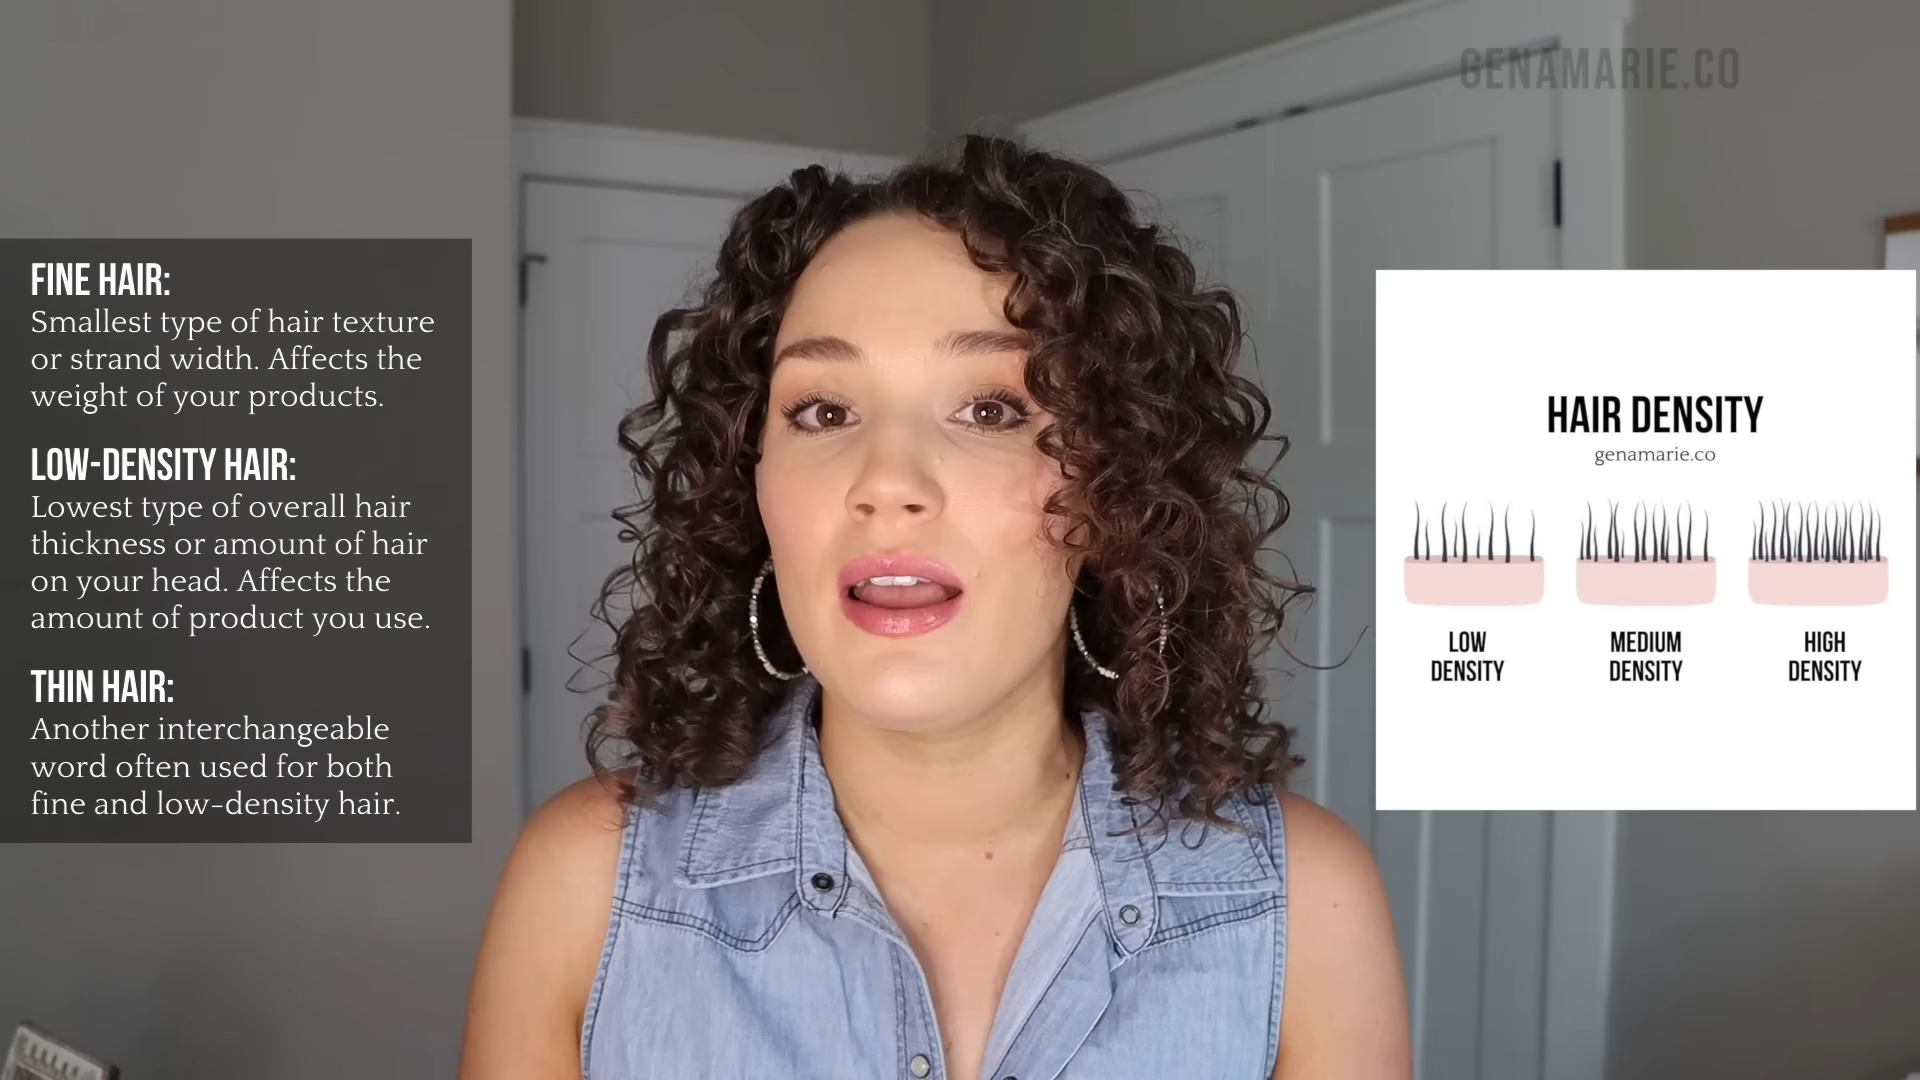 GENAMARIE.CO
FINE HAIR:
Smallest type of hair texture
or strand width. Affects the
weight of your products.
LOW-DENSITY HAIR:
Lowest type of overall hair
thickness or amount of hair
on your head. Affects the
amount of product you use.
THIN HAIR:
Another interchangeable
word often used for both
fine and low-density hair.
HAIR DENSITY
genamarie.co
LOW
DENSITY
MEDIUM
DENSITY
HIGH
DENSITY